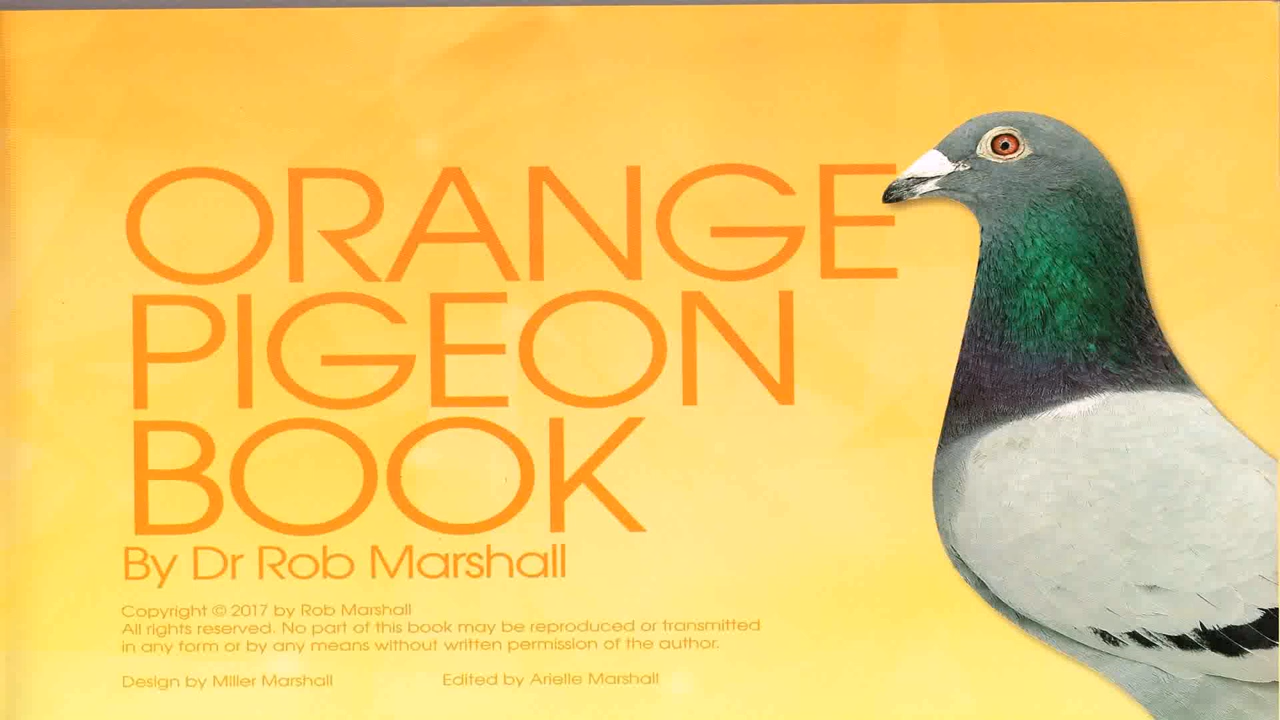 ORANGE
PIGEON
BOOK
By Dr Rob Marshall
Copyright © 2017 by Rob Marshall
All rights reserved. No part of this book may be reproduced or transmitted
in any form or by any means without written permission of the author.
Design by Miller Marshall
Edited by Arielle Marshall